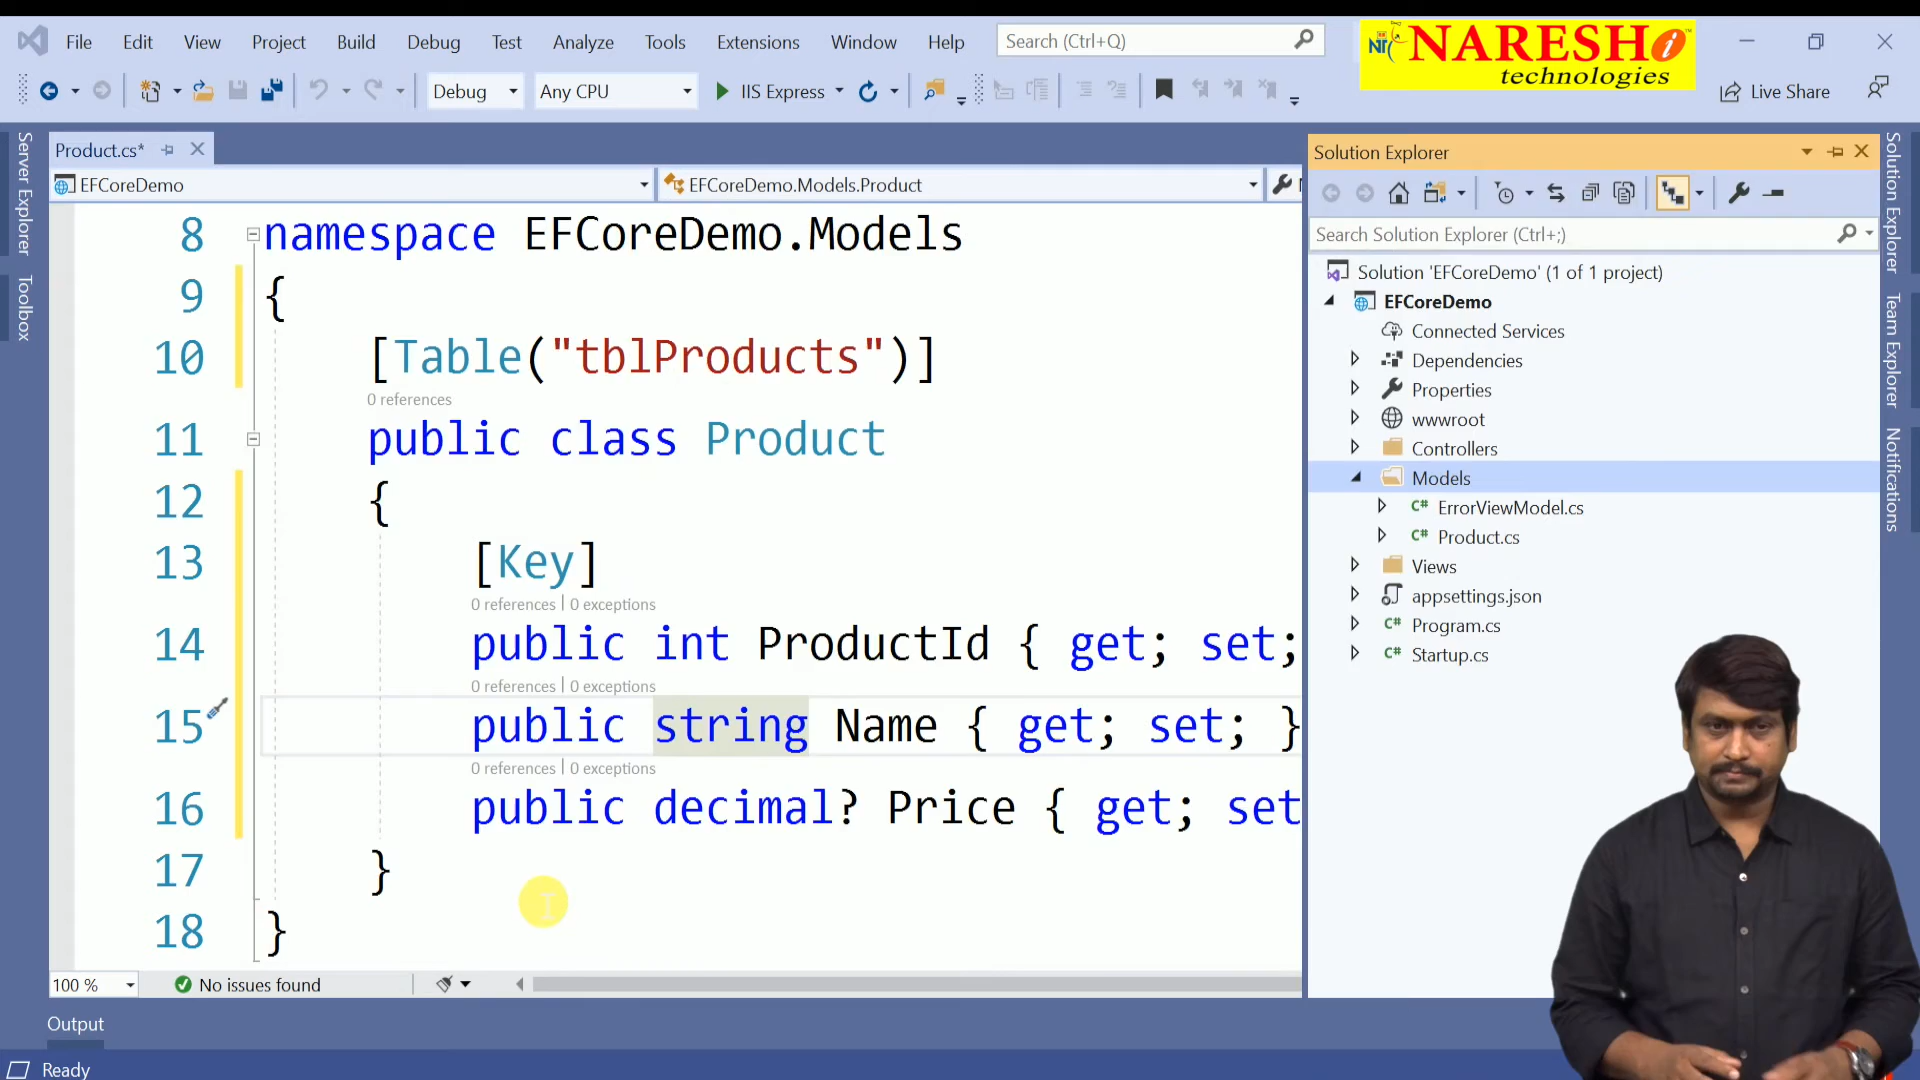 File Edit View Project Build Debug Test Analyze Tools Extensions Window Help Search (Ctrl+Q)
NARESH i
technologies
Debug Any CPU IIS Express Live Share
Server Explorer
Toolbox
Product.cs*
EFCoreDemo EFCoreDemo.Models.Product
8 namespace EFCoreDemo.Models
9 {
10 [Table("tblProducts")]
0 references
11 public class Product
12 {
13 [Key]
0 references | 0 exceptions
14 public int ProductId { get; set;
0 references | 0 exceptions
15 public string Name { get; set; }
0 references | 0 exceptions
16 public decimal? Price { get; set
17 }
18 }
100 % No issues found
Output
Ready
Solution Explorer
Search Solution Explorer (Ctrl+;)
Solution 'EFCoreDemo' (1 of 1 project)
EFCoreDemo
Connected Services
Dependencies
Properties
wwwroot
Controllers
Models
C# ErrorViewModel.cs
C# Product.cs
Views
appsettings.json
C# Program.cs
C# Startup.cs
Solution Explorer
Team Explorer
Notifications